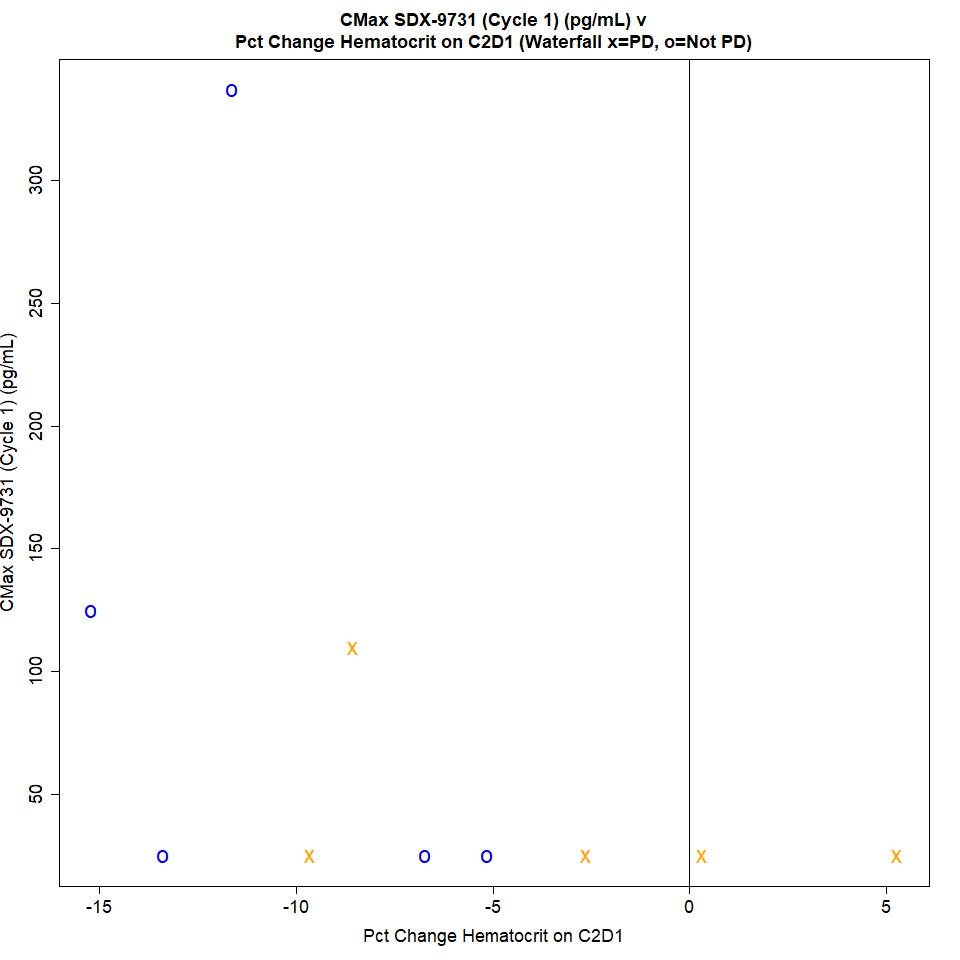 CMax SDX-9731 (Cycle 1) (pg/mL) v
Pct Change Hematocrit on C2D1 (Waterfall x=PD, o=Not PD)
CMax SDX-9731 (Cycle 1) (pg/mL)
300
250
200
150
100
50
o
o
x
o
x
o
o
x
x
x
-15
-10
-5
0
5
Pct Change Hematocrit on C2D1